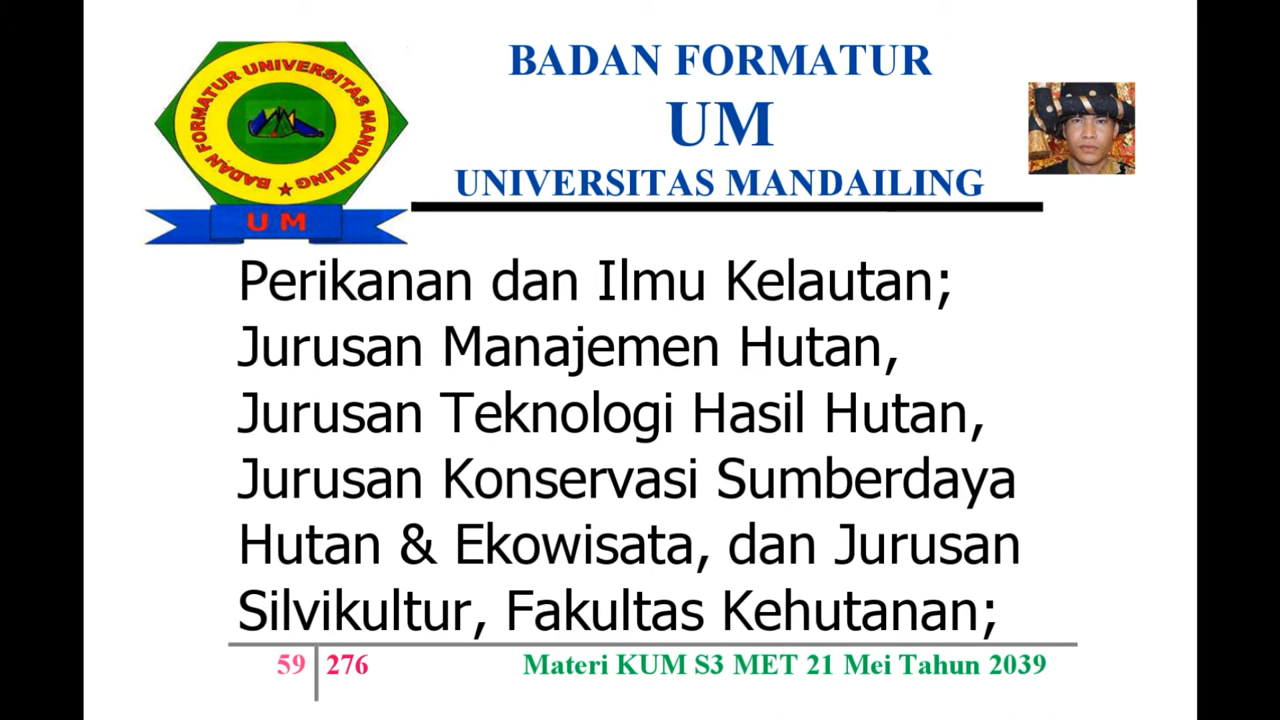 BADAN FORMATUR UNIVERSITAS MANDAILING
U M
BADAN FORMATUR
UM
UNIVERSITAS MANDAILING
Perikanan dan Ilmu Kelautan;
Jurusan Manajemen Hutan,
Jurusan Teknologi Hasil Hutan,
Jurusan Konservasi Sumberdaya
Hutan & Ekowisata, dan Jurusan
Silvikultur, Fakultas Kehutanan;
59 276 Materi KUM S3 MET 21 Mei Tahun 2039